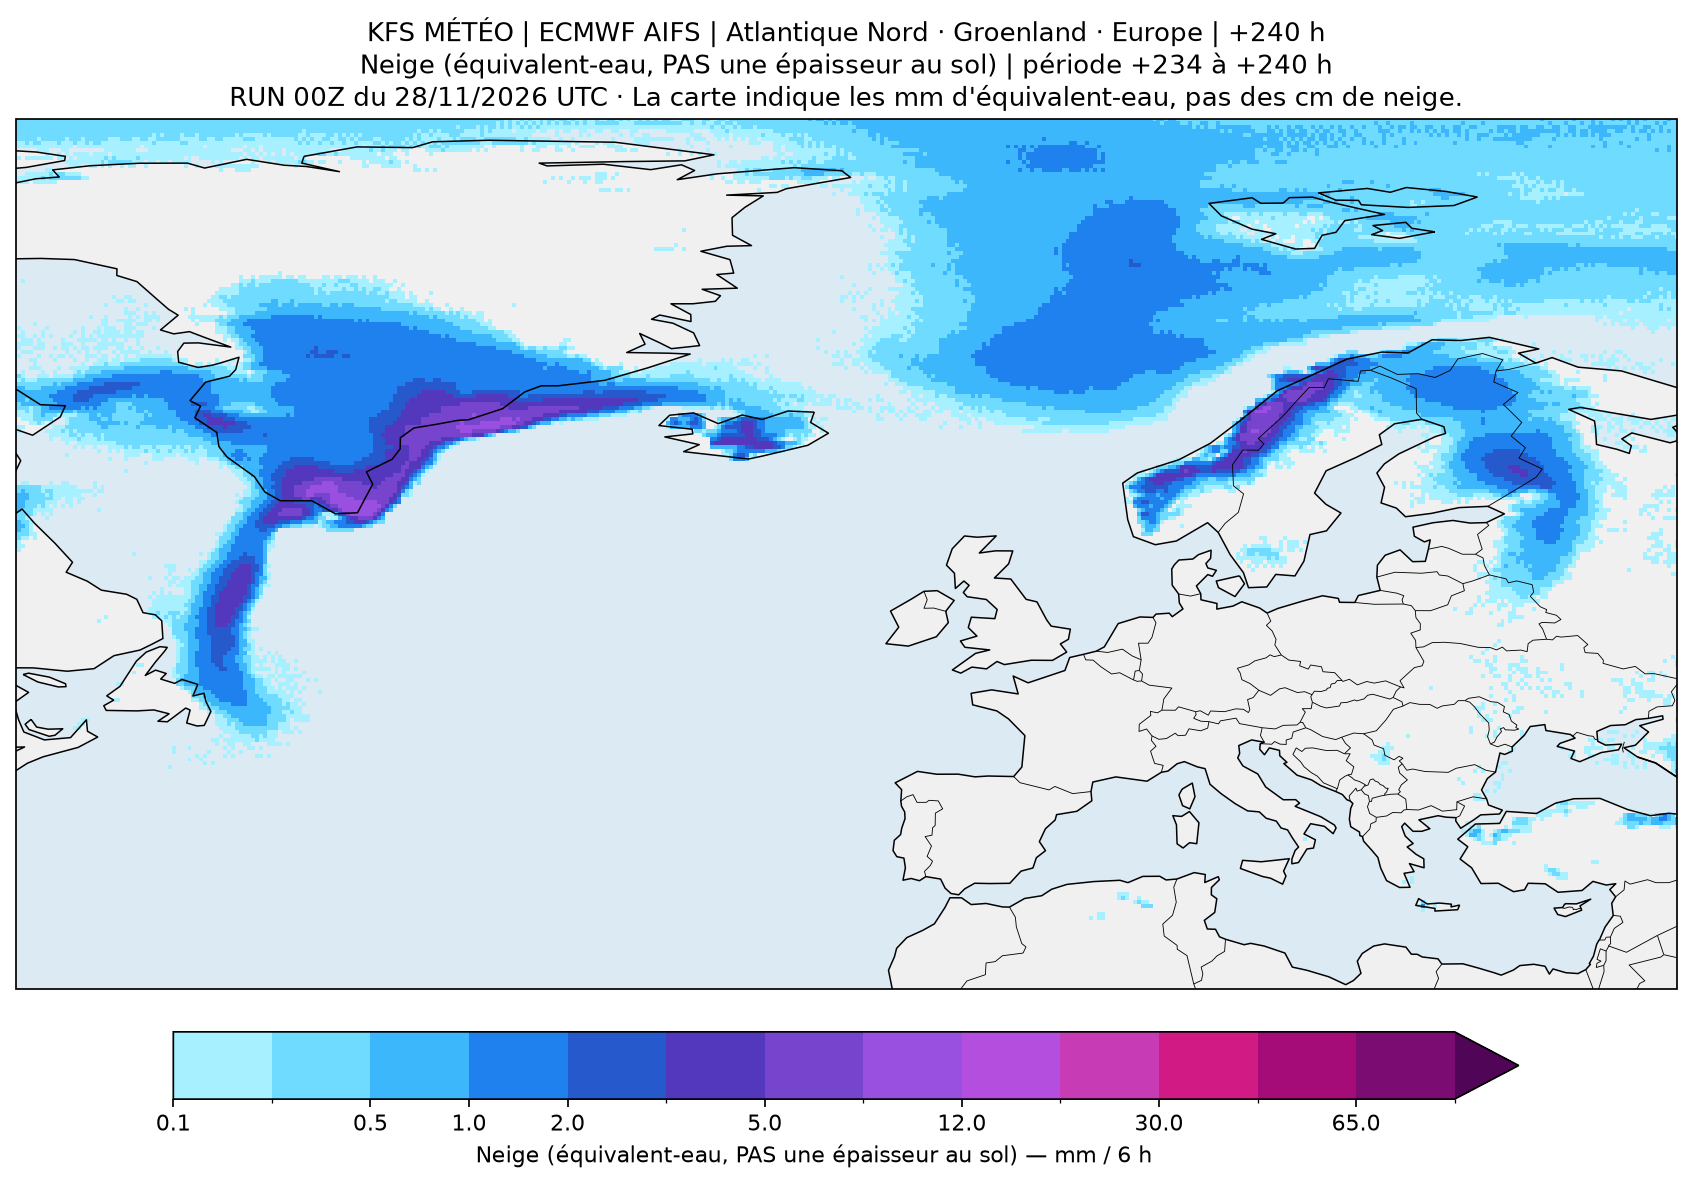 KFS MÉTÉO | ECMWF AIFS | Atlantique Nord · Groenland · Europe | +240 h
Neige (équivalent-eau, PAS une épaisseur au sol) | période +234 à +240 h
RUN 00Z du 28/11/2026 UTC · La carte indique les mm d'équivalent-eau, pas des cm de neige.
0.1 0.5 1.0 2.0 5.0 12.0 30.0 65.0
Neige (équivalent-eau, PAS une épaisseur au sol) — mm / 6 h